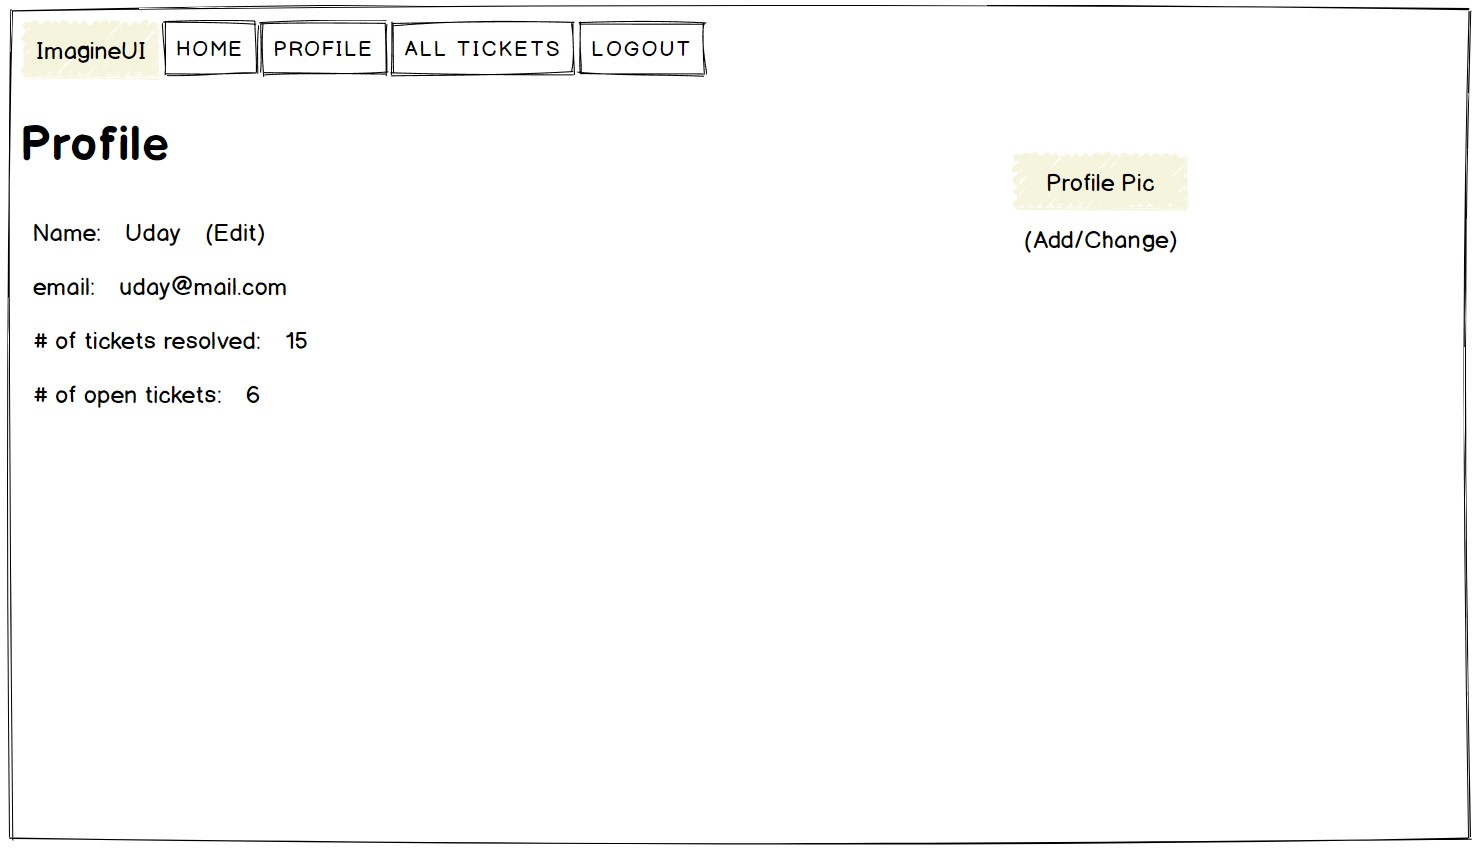 ImagineUI HOME PROFILE ALL TICKETS LOGOUT
Profile
Profile Pic
Name: Uday (Edit)
(Add/Change)
email: uday@mail.com
# of tickets resolved: 15
# of open tickets: 6